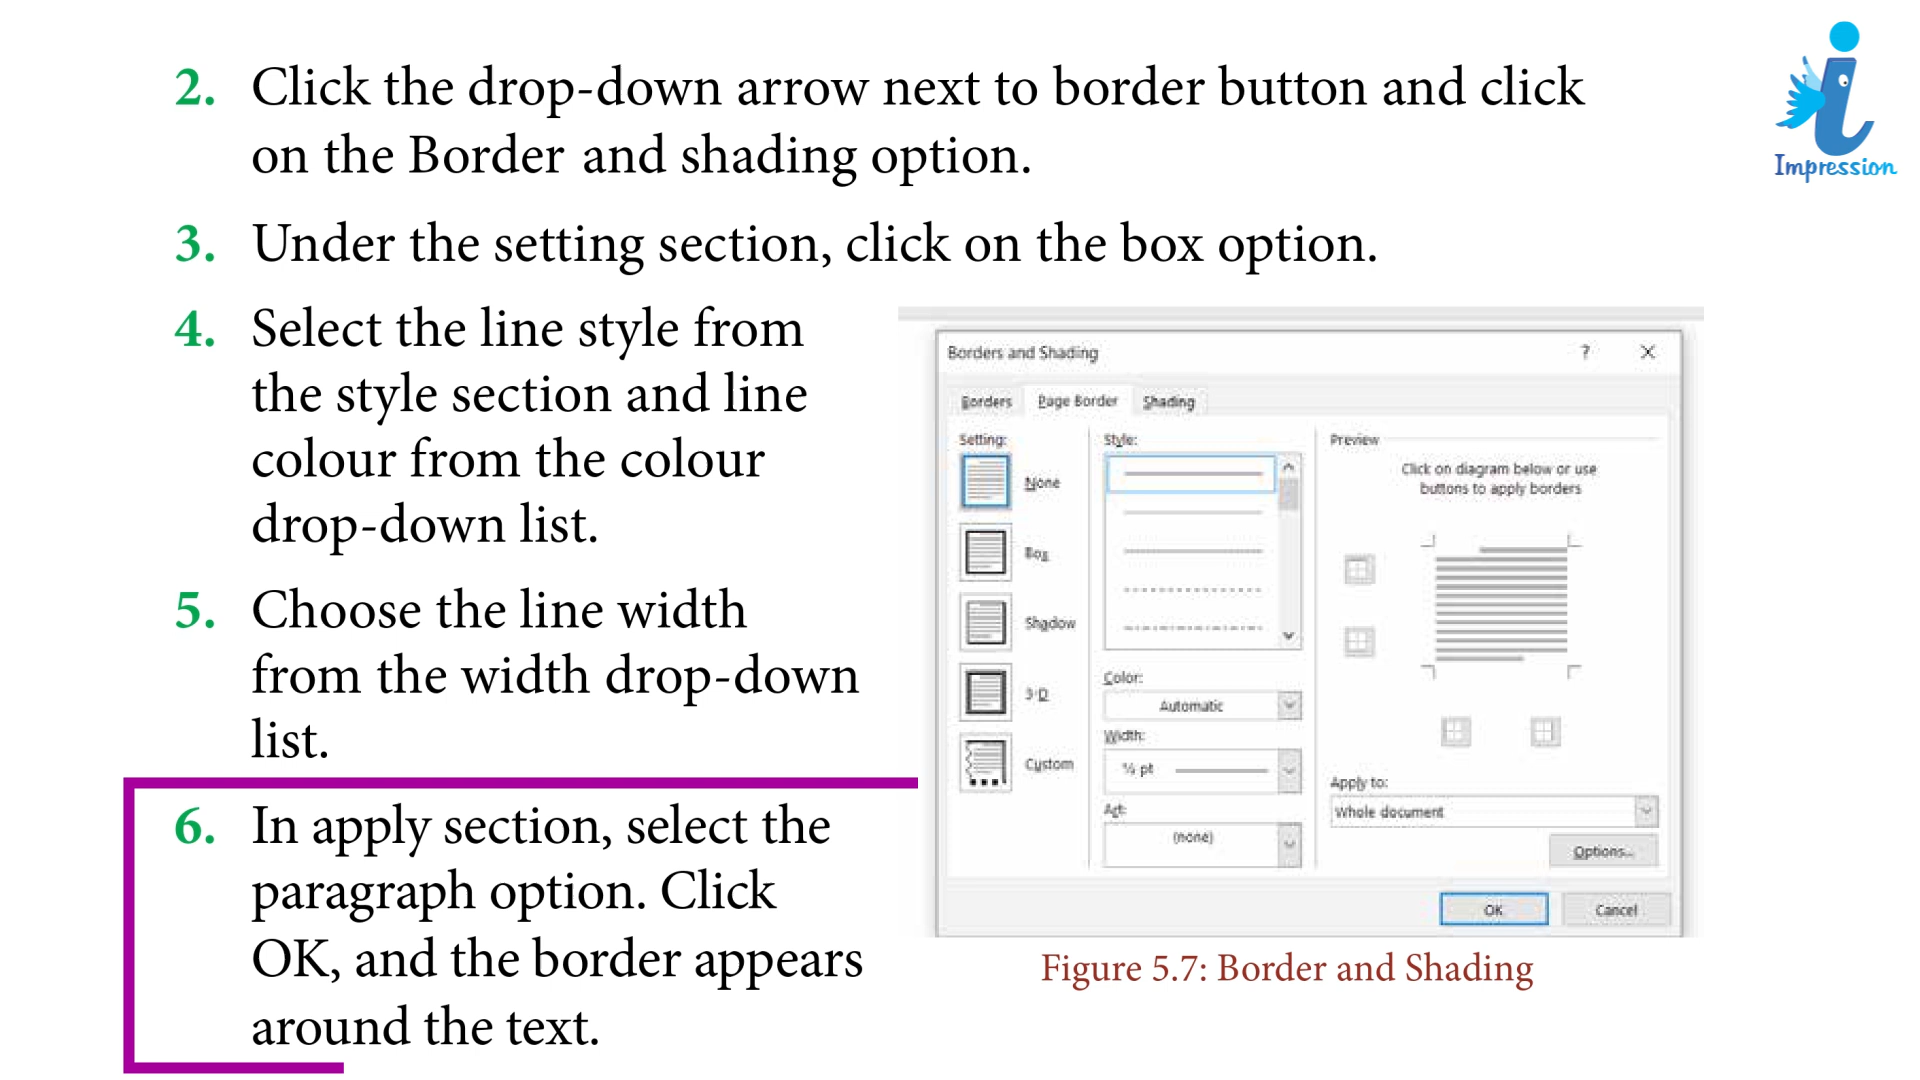 2. Click the drop-down arrow next to border button and click
on the Border and shading option.
Impression
3. Under the setting section, click on the box option.
4. Select the line style from
the style section and line
colour from the colour
drop-down list.
5. Choose the line width
from the width drop-down
list.
6. In apply section, select the
paragraph option. Click
OK, and the border appears
around the text.
Borders and Shading ? X
Borders Page Border Shading
Setting:
None
Box
Shadow
3-D
Custom
Style:
Color:
Automatic
Width:
½ pt
Art:
(none)
Preview
Click on diagram below or use
buttons to apply borders
Apply to:
Whole document
Options...
OK Cancel
Figure 5.7: Border and Shading